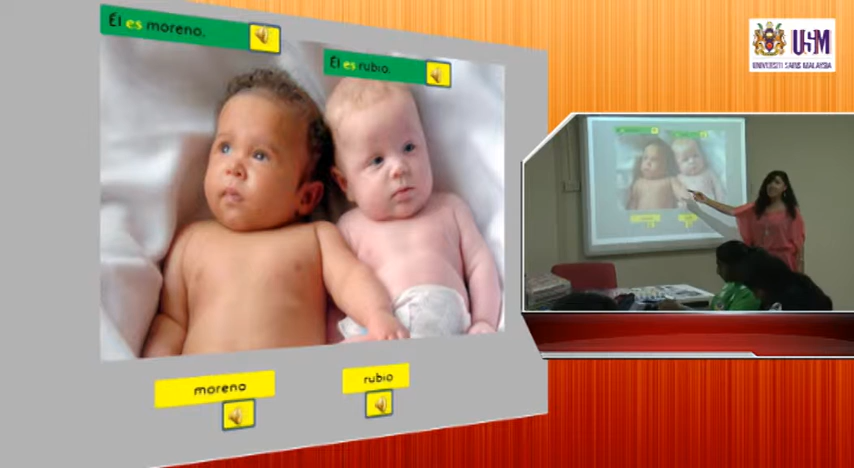 Él es moreno.
Él es rubio.
moreno
rubio
USM
UNIVERSITI SAINS MALAYSIA